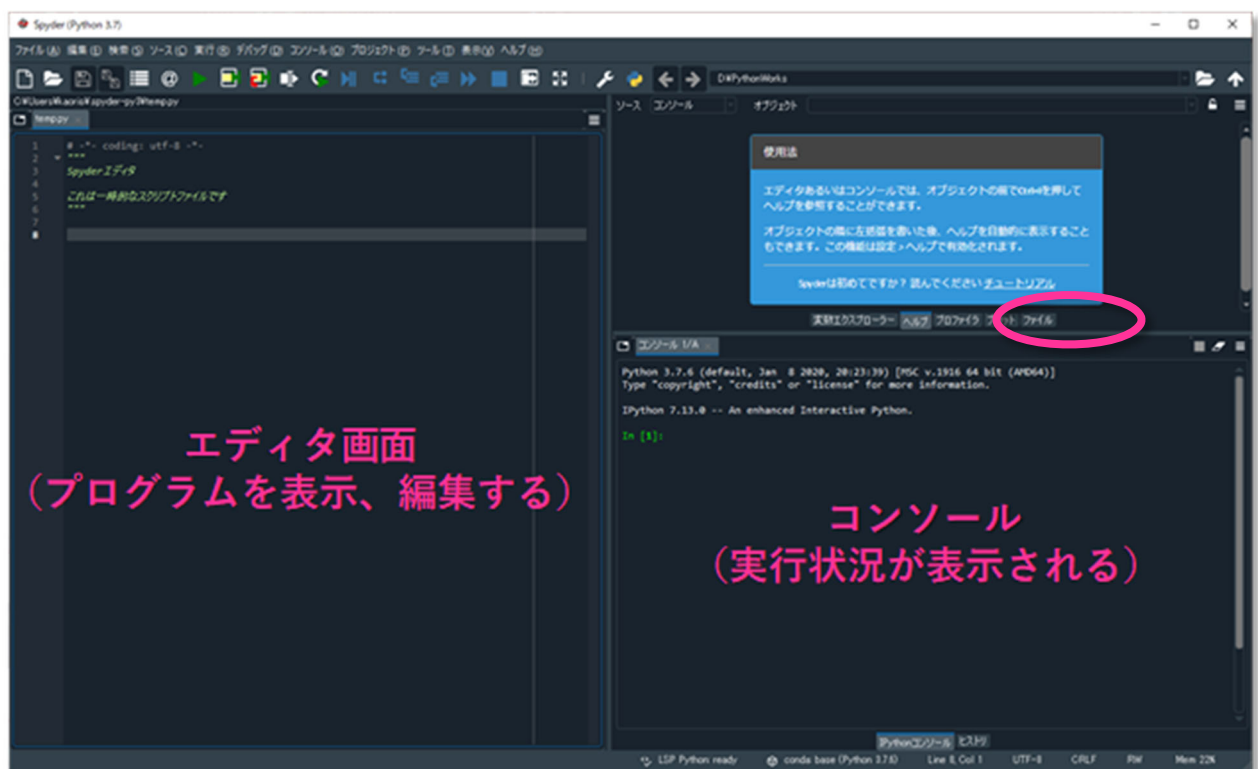 Spyder (Python 3.7)
ファイル(F) 編集(E) 検索(S) ソース(C) 実行(R) デバッグ(D) コンソール(O) プロジェクト(P) ツール(T) 表示(V) ヘルプ(H)
D:¥PythonWorks
temp.py
ソース コンソール オブジェクト
1 # -*- coding: utf-8 -*-
2 """
3 Spyder エディタ
4
5 これは一時的なスクリプトファイルです
6 """
7
8
使用法
エディタあるいはコンソールでは、オブジェクトの前でCtrl+Iを押して
ヘルプを参照することができます。
オブジェクトの隣に左括弧を書いた後、ヘルプを自動的に表示すること
もできます。この機能は設定 > ヘルプで有効化されます。
Spyderは初めてですか？ 読んでください チュートリアル
変数エクスプローラー ヘルプ プロファイラ ファイル
コンソール 1/A
Python 3.7.6 (default, Jan 8 2020, 20:23:39) [MSC v.1916 64 bit (AMD64)]
Type "copyright", "credits" or "license" for more information.
IPython 7.13.0 -- An enhanced Interactive Python.
In [1]:
エディタ画面
（プログラムを表示、編集する）
コンソール
（実行状況が表示される）
IPythonコンソール ヒストリ
LSP Python ready conda: base (Python 3.7.6) Line 8, Col 1 UTF-8 CRLF RW Mem 22%